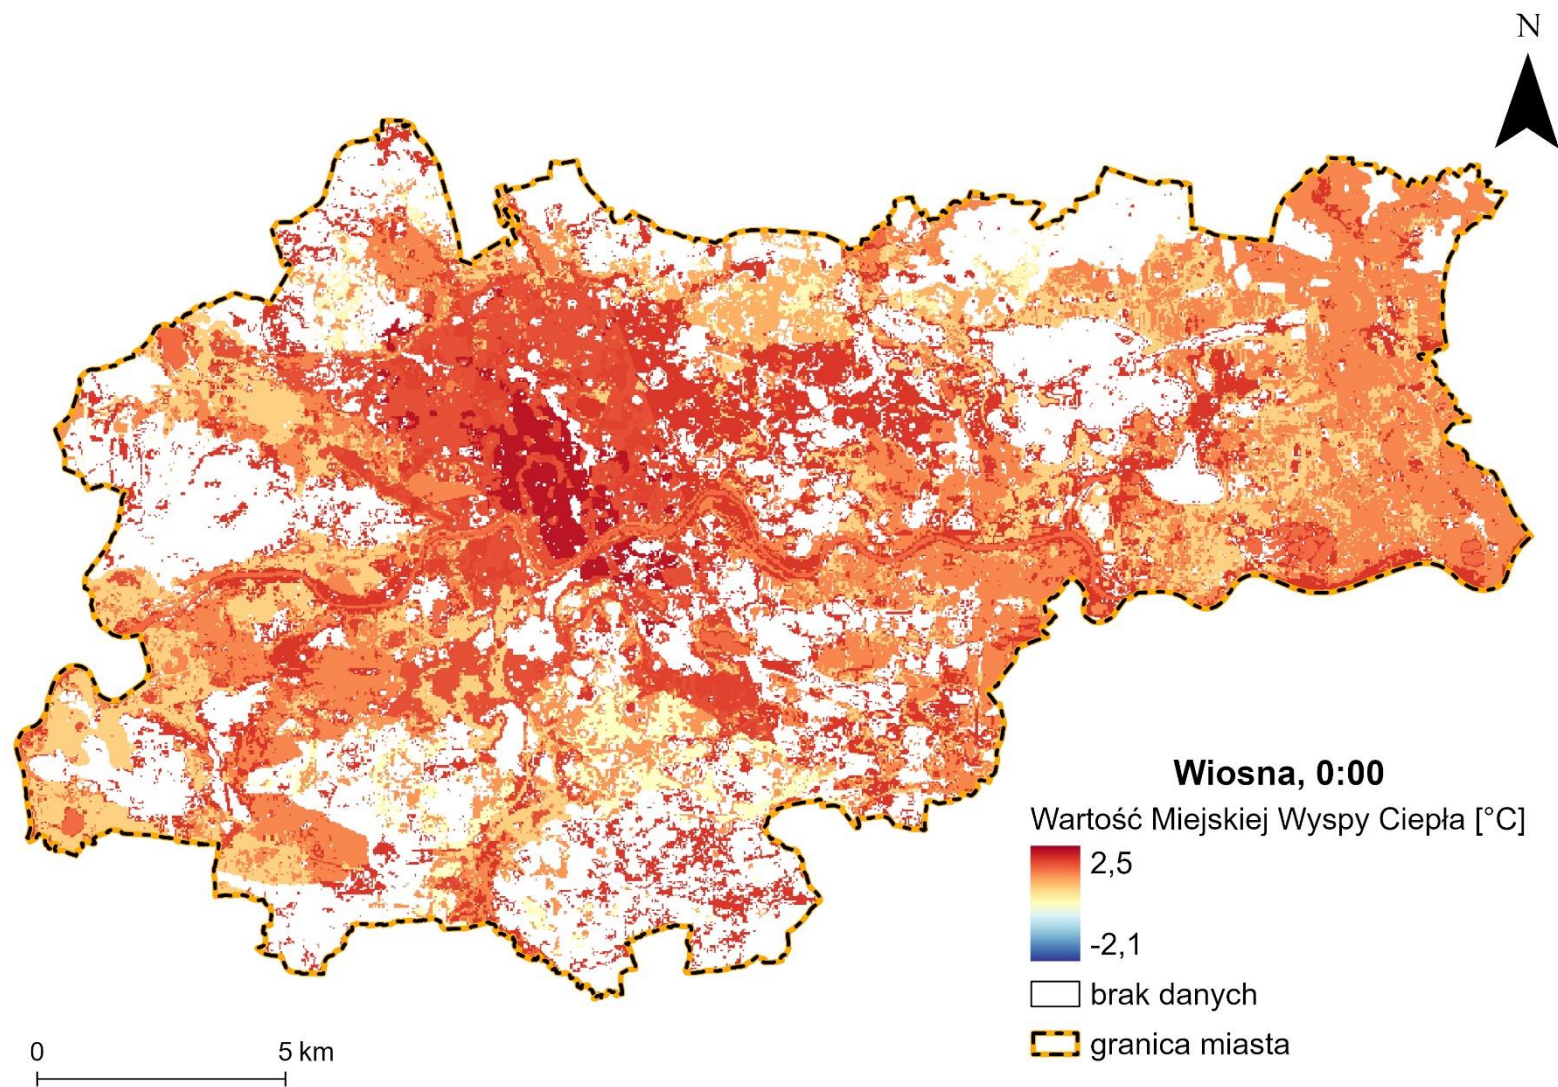 N
Wiosna, 0:00
Wartość Miejskiej Wyspy Ciepła [°C]
2,5
-2,1
brak danych
granica miasta
0 5 km